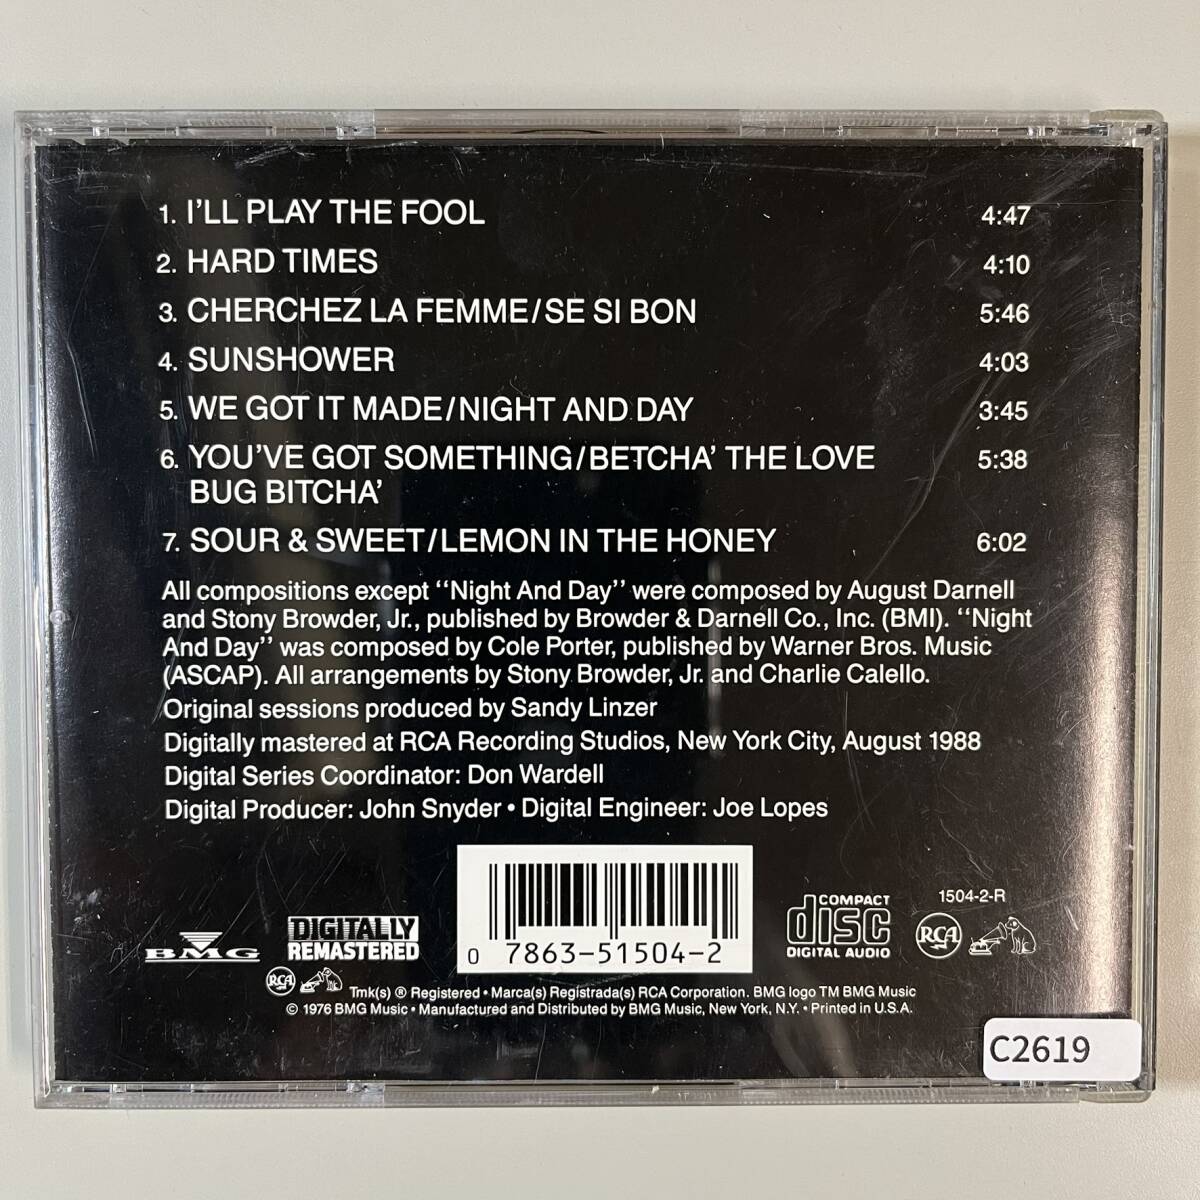 1. I'LL PLAY THE FOOL 4:47
2. HARD TIMES 4:10
3. CHERCHEZ LA FEMME/SE SI BON 5:46
4. SUNSHOWER 4:03
5. WE GOT IT MADE/NIGHT AND DAY 3:45
6. YOU'VE GOT SOMETHING/BETCHA' THE LOVE 5:38
BUG BITCHA'
7. SOUR & SWEET/LEMON IN THE HONEY 6:02
All compositions except "Night And Day" were composed by August Darnell
and Stony Browder, Jr., published by Browder & Darnell Co., Inc. (BMI). "Night
And Day" was composed by Cole Porter, published by Warner Bros. Music
(ASCAP). All arrangements by Stony Browder, Jr. and Charlie Calello.
Original sessions produced by Sandy Linzer
Digitally mastered at RCA Recording Studios, New York City, August 1988
Digital Series Coordinator: Don Wardell
Digital Producer: John Snyder • Digital Engineer: Joe Lopes
BMG
DIGITALLY
REMASTERED
0 7863-51504-2
COMPACT
disc
DIGITAL AUDIO
1504-2-R
RCA
RCA
Tmk(s) ® Registered • Marca(s) Registrada(s) RCA Corporation. BMG logo TM BMG Music
© 1976 BMG Music • Manufactured and Distributed by BMG Music, New York, N.Y. • Printed in U.S.A.
C2619